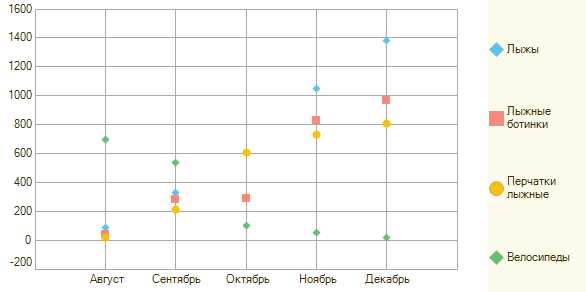 1600
1400
1200
1000
800
600
400
200
0
-200
Август Сентябрь Октябрь Ноябрь Декабрь
Лыжы
Лыжные
ботинки
Перчатки
лыжные
Велосипеды